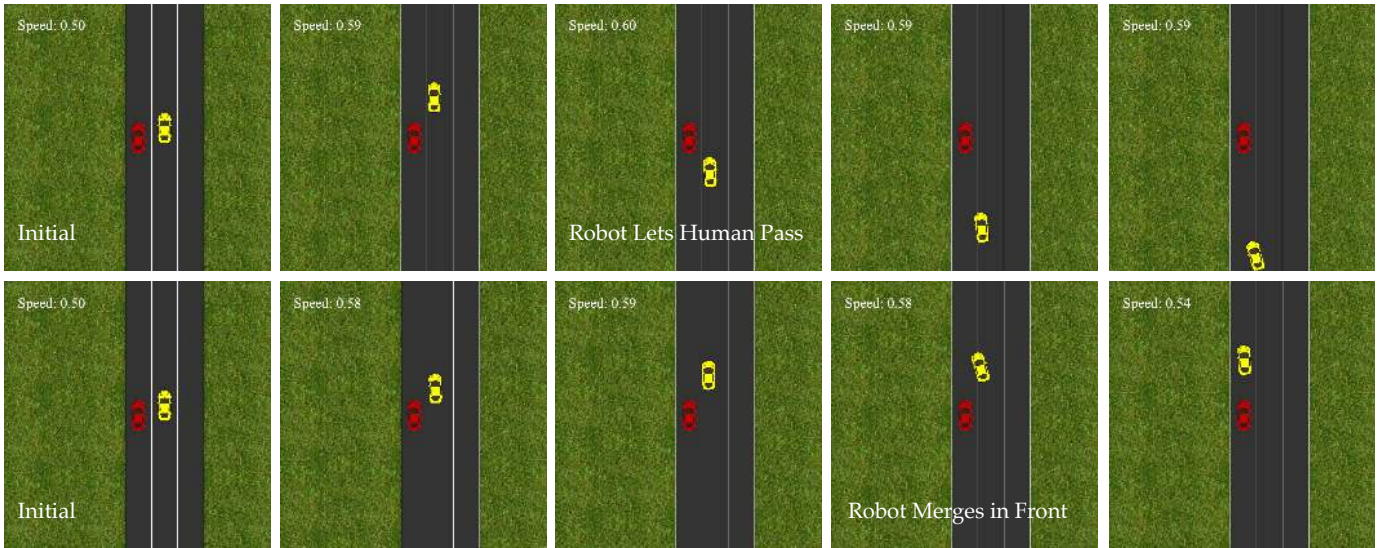 Speed: 0.50
Speed: 0.59
Speed: 0.60
Speed: 0.59
Speed: 0.59
Initial
Robot Lets Human Pass
Speed: 0.50
Speed: 0.58
Speed: 0.59
Speed: 0.58
Speed: 0.54
Initial
Robot Merges in Front